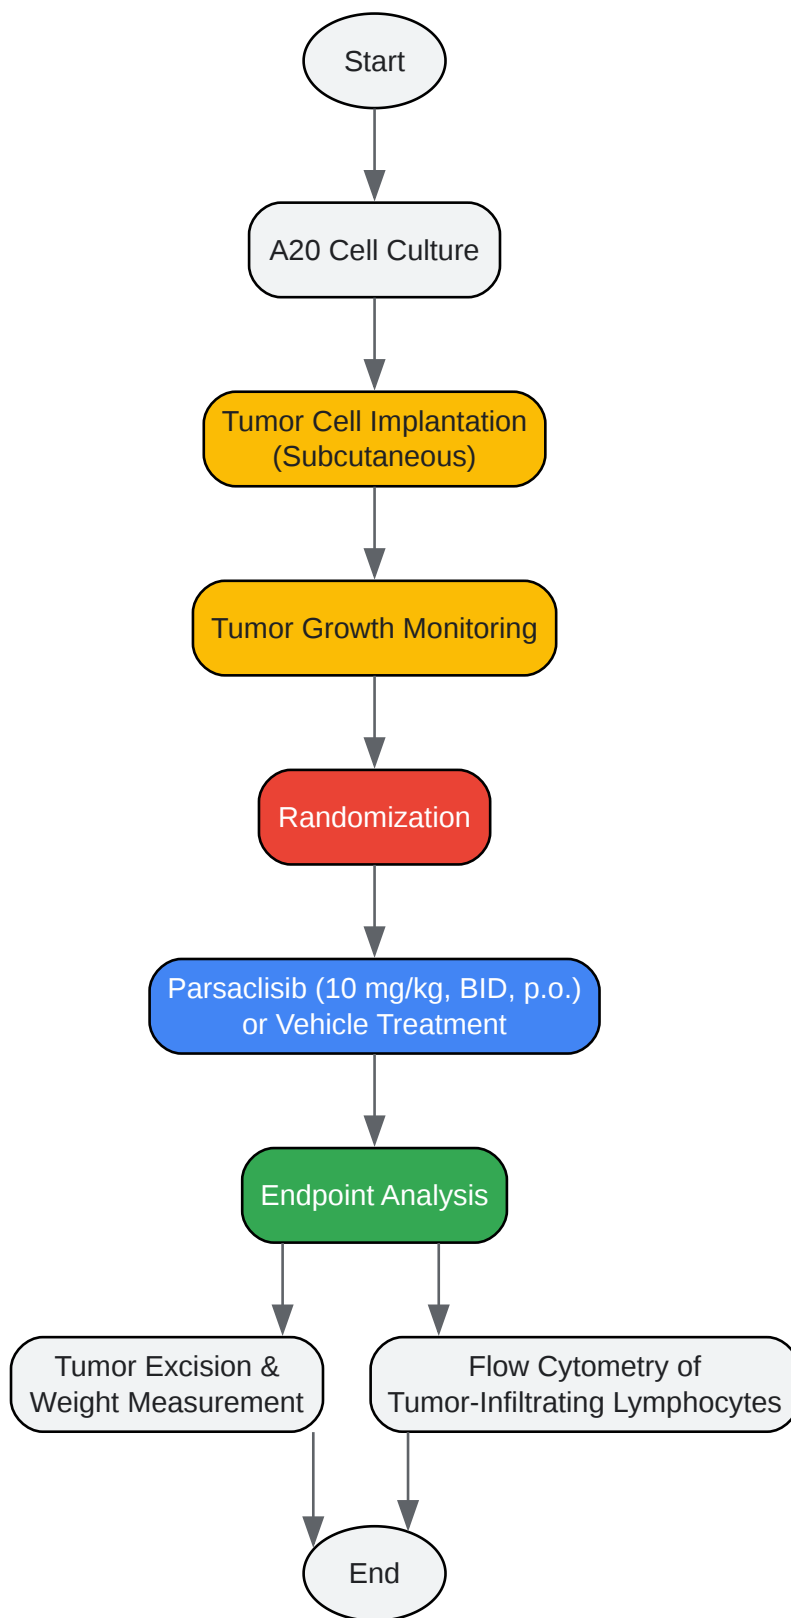 Start
A20 Cell Culture
Tumor Cell Implantation
(Subcutaneous)
Tumor Growth Monitoring
Randomization
Parsaclisib (10 mg/kg, BID, p.o.)
or Vehicle Treatment
Endpoint Analysis
Tumor Excision &
Weight Measurement
Flow Cytometry of
Tumor-Infiltrating Lymphocytes
End